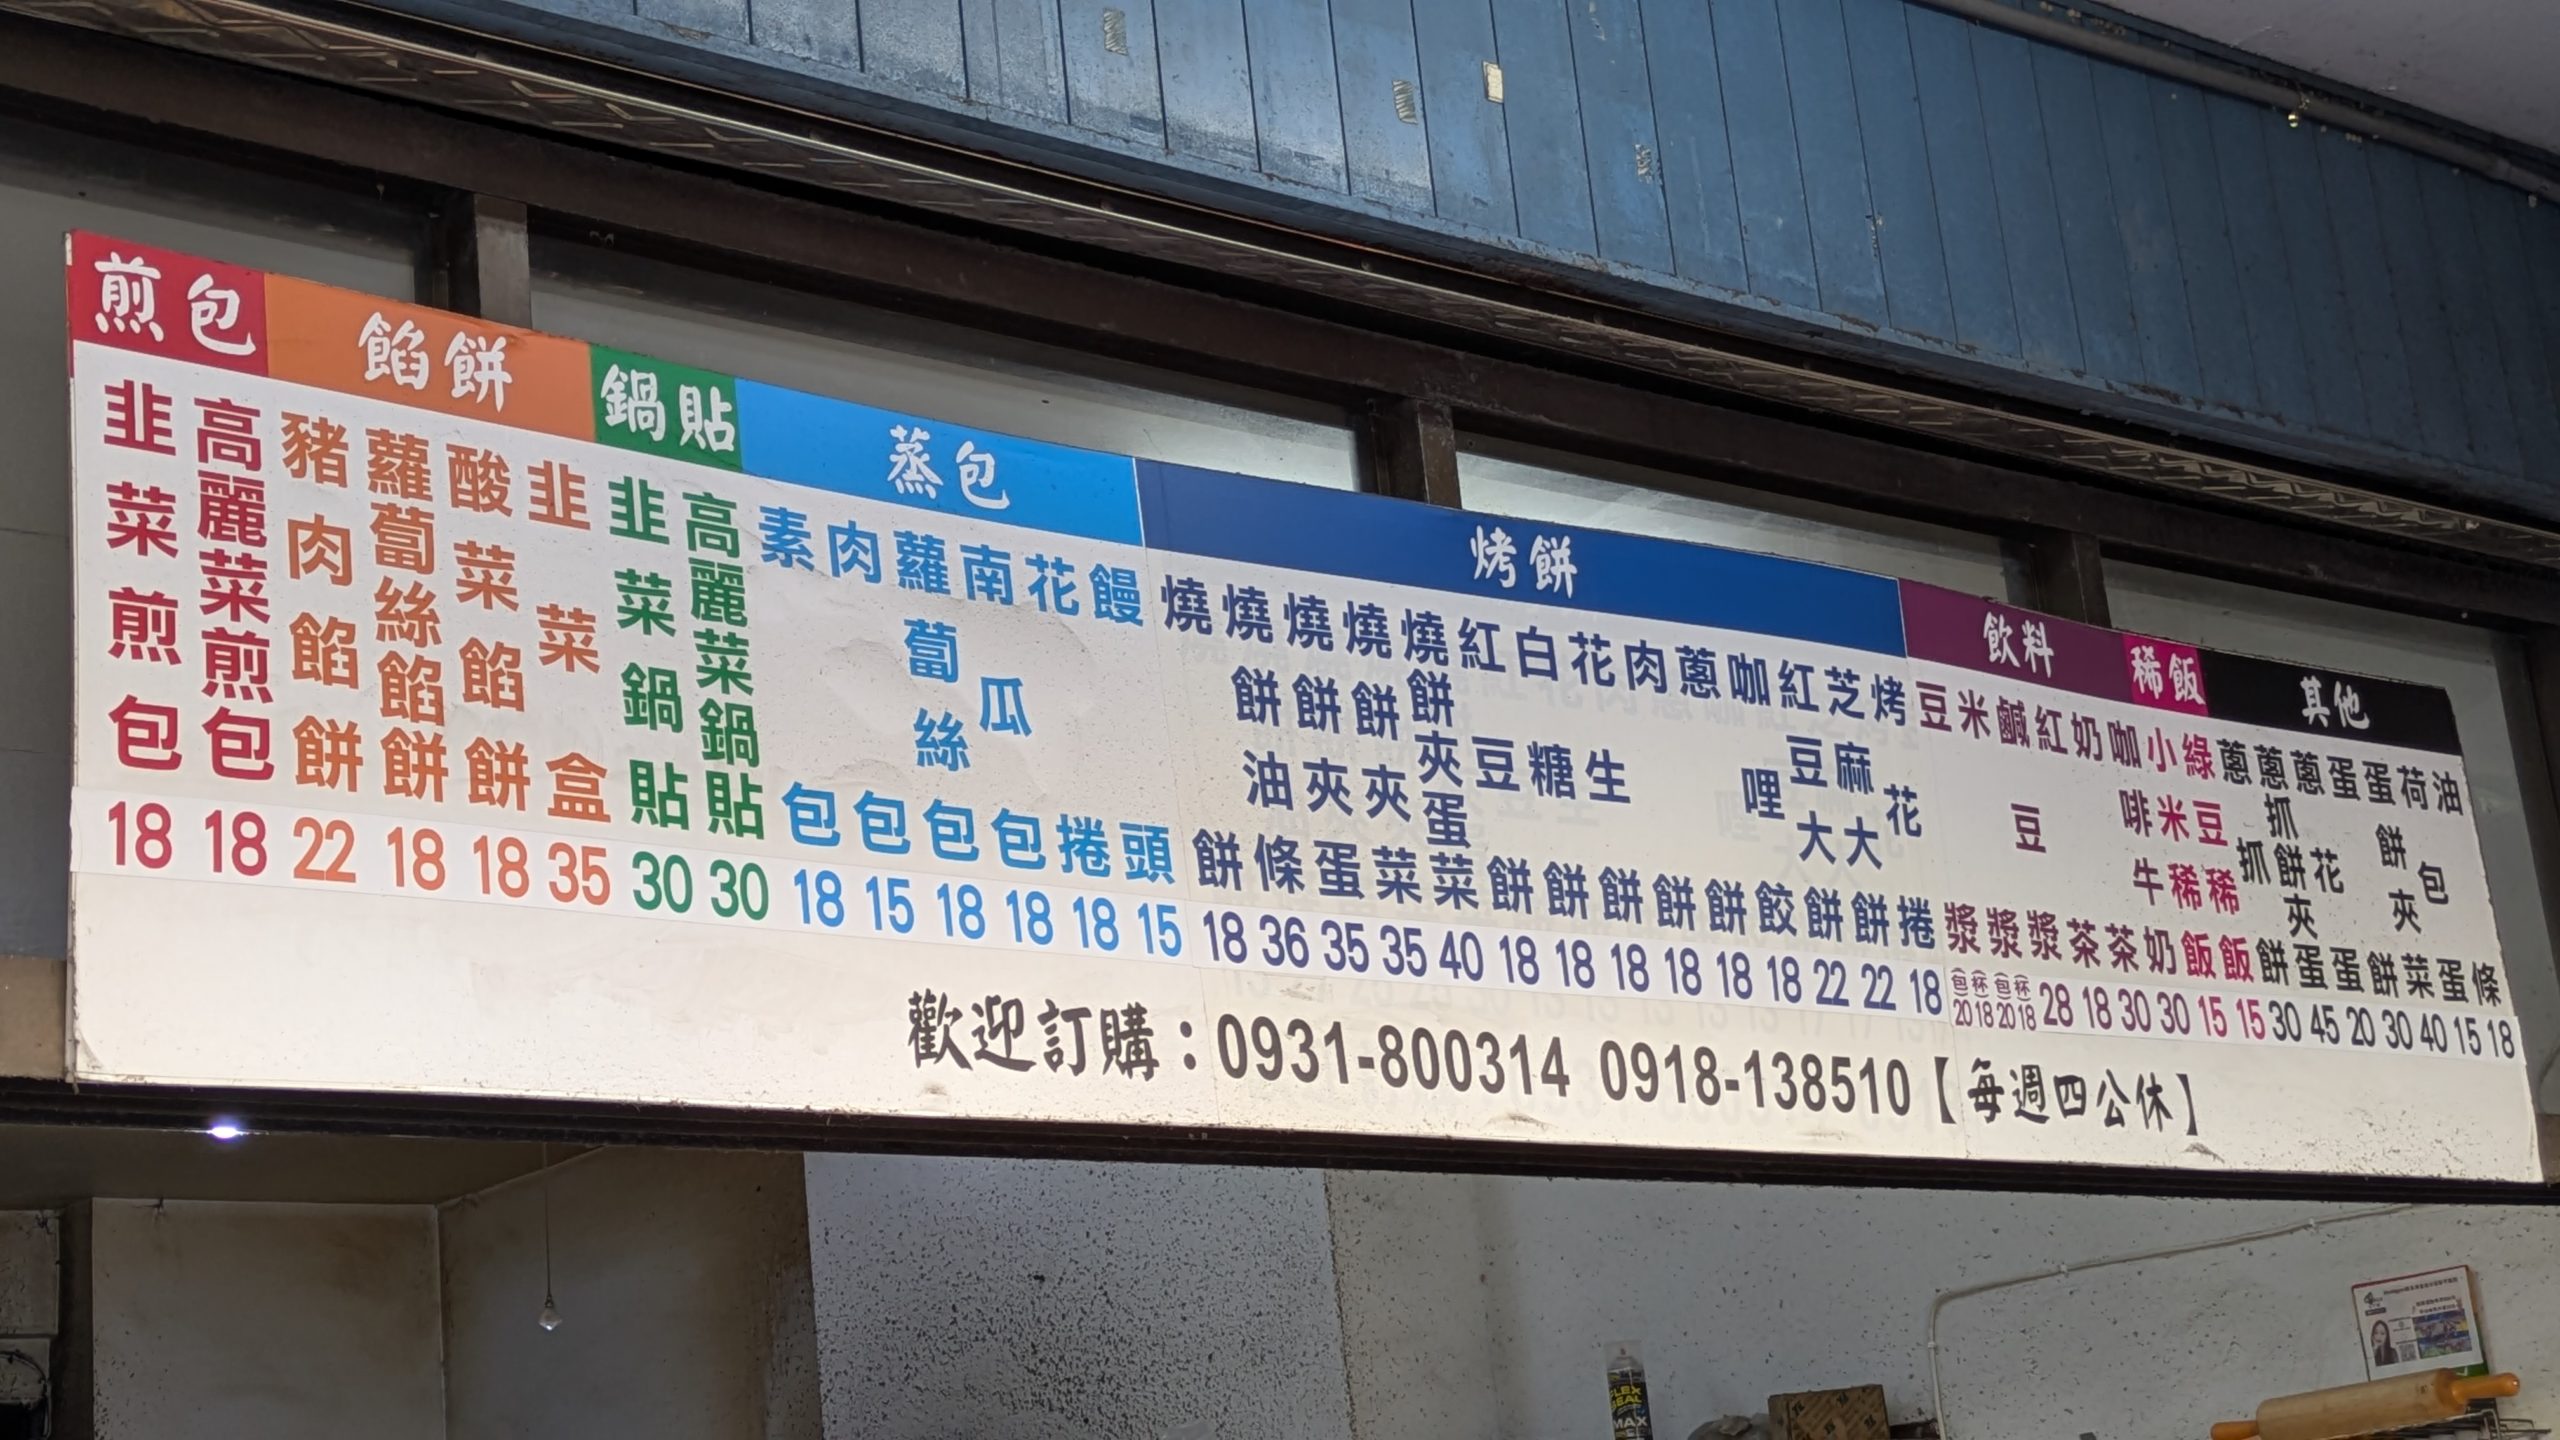 煎包
韭菜煎包 18
高麗菜煎包 18
餡餅
豬肉餡餅 22
蘿蔔絲餡餅 18
酸菜餡餅 18
韭菜盒 35
鍋貼
韭菜鍋貼 30
高麗菜鍋貼 30
蒸包
素包 18
肉包 15
蘿蔔絲包 18
南瓜包 18
花捲 18
饅頭 15
烤餅
燒餅 18
燒餅油條 36
燒餅夾蛋 35
燒餅夾菜 35
燒餅夾蛋菜 40
紅豆餅 18
白糖餅 18
花生餅 18
肉餅 18
蔥餅 18
咖哩餃 18
紅豆大餅 22
芝麻大餅 22
烤花捲 18
飲料
豆漿 包20 杯18
米漿 包20 杯18
鹹豆漿 28
紅茶 18
奶茶 30
咖啡牛奶 30
稀飯
小米稀飯 15
綠豆稀飯 15
其他
蔥抓餅 30
蔥抓餅夾蛋 45
蔥花蛋 20
蛋餅 30
蛋餅夾菜 40
荷包蛋 15
油條 18
歡迎訂購：0931-800314 0918-138510【每週四公休】
FLEX
SEAL
MAX